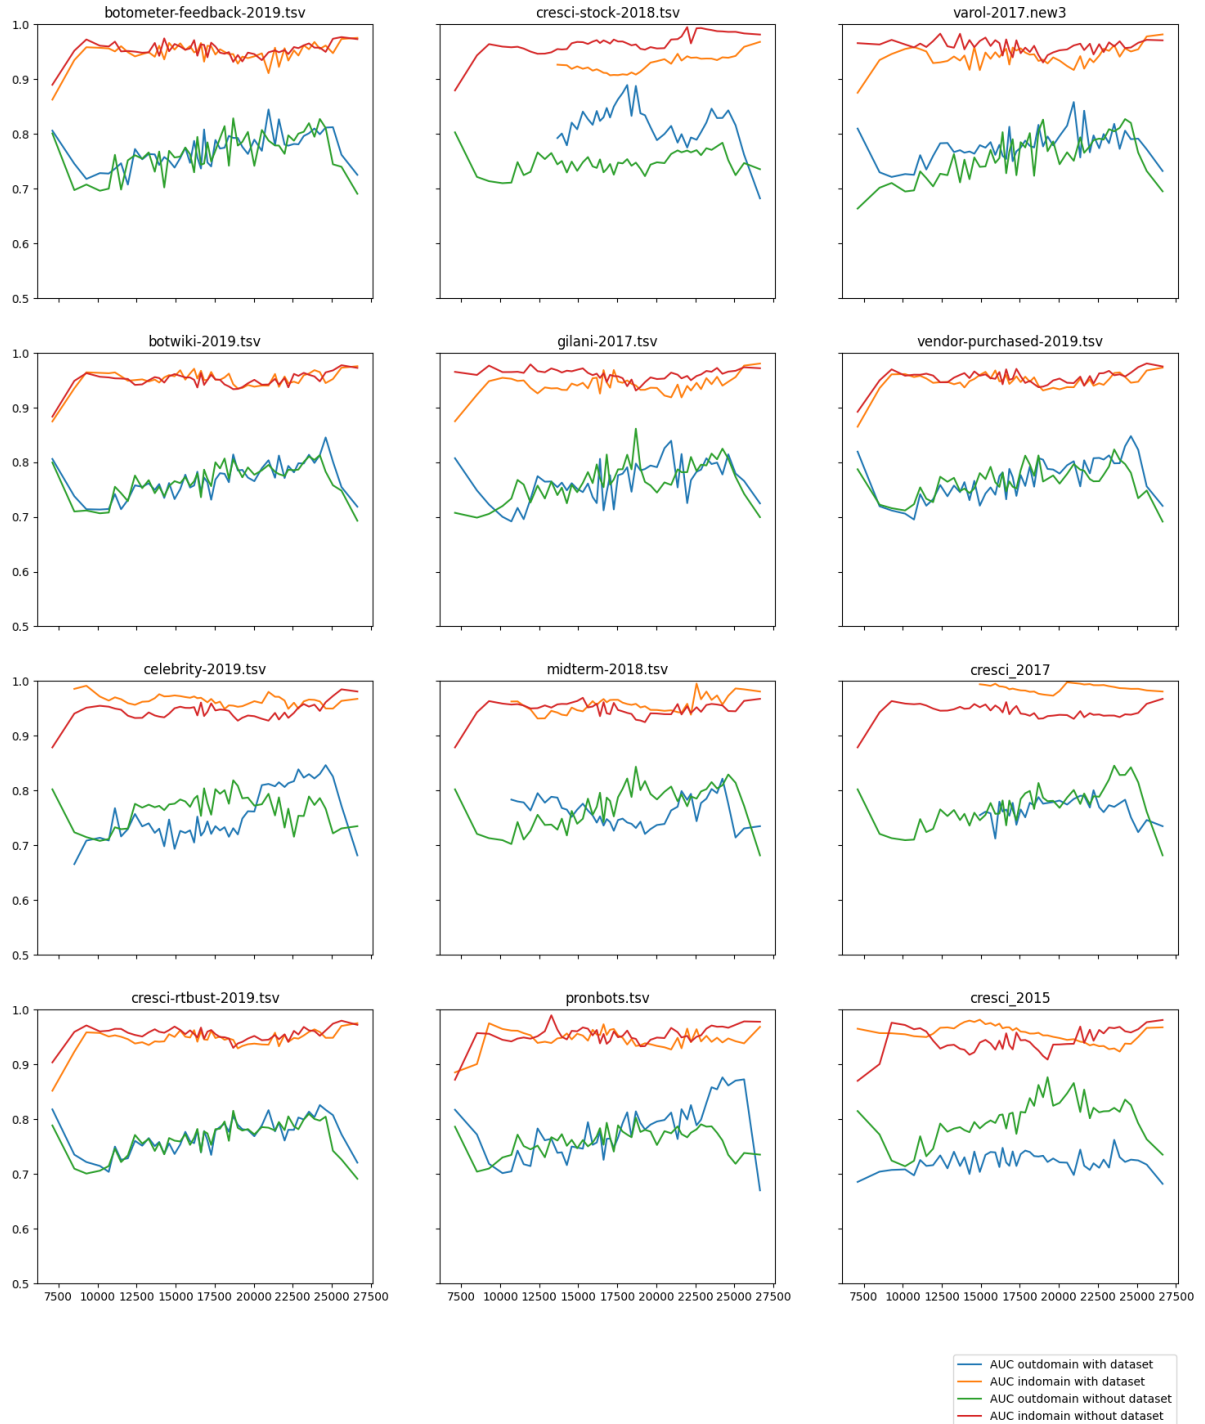 botometer-feedback-2019.tsv
cresci-stock-2018.tsv
varol-2017.new3
1.0
0.9
0.8
0.7
0.6
0.5
botwiki-2019.tsv
gilani-2017.tsv
vendor-purchased-2019.tsv
1.0
0.9
0.8
0.7
0.6
0.5
celebrity-2019.tsv
midterm-2018.tsv
cresci_2017
1.0
0.9
0.8
0.7
0.6
0.5
cresci-rtbust-2019.tsv
pronbots.tsv
cresci_2015
1.0
0.9
0.8
0.7
0.6
0.5
7500 10000 12500 15000 17500 20000 22500 25000 27500
7500 10000 12500 15000 17500 20000 22500 25000 27500
7500 10000 12500 15000 17500 20000 22500 25000 27500
AUC outdomain with dataset
AUC indomain with dataset
AUC outdomain without dataset
AUC indomain without dataset